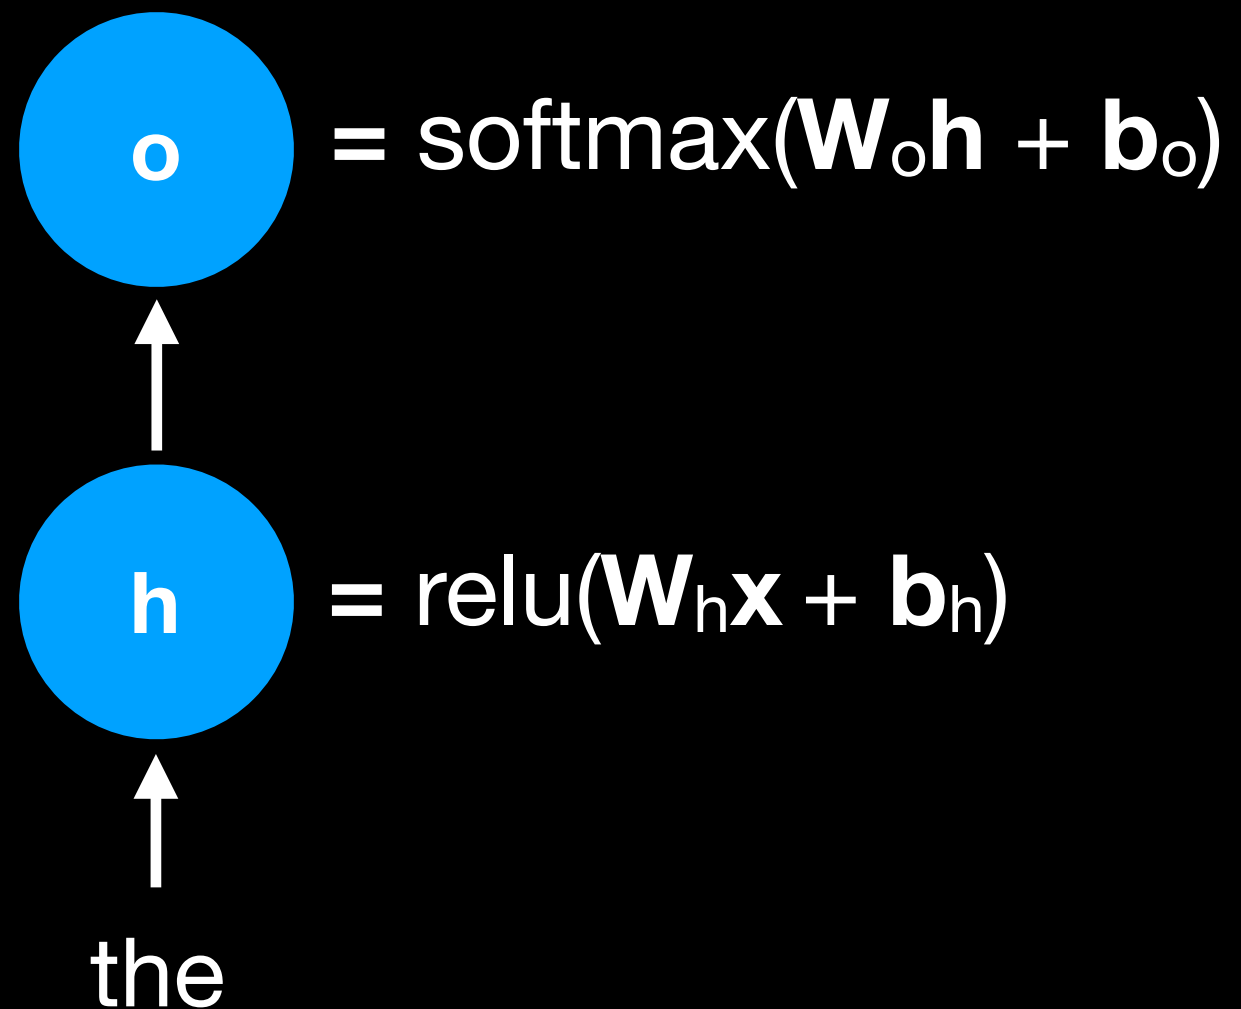 o = softmax(Wₒh + bₒ)
h = relu(Wₕx + bₕ)
the